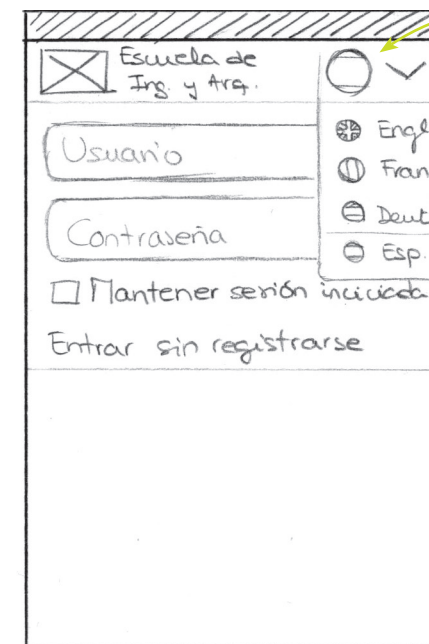 Escuela de
Ing. y Arq.
Usuario
Contraseña
Engl
Fran
Deut
Esp.
Mantener sesión iniciada
Entrar sin registrarse